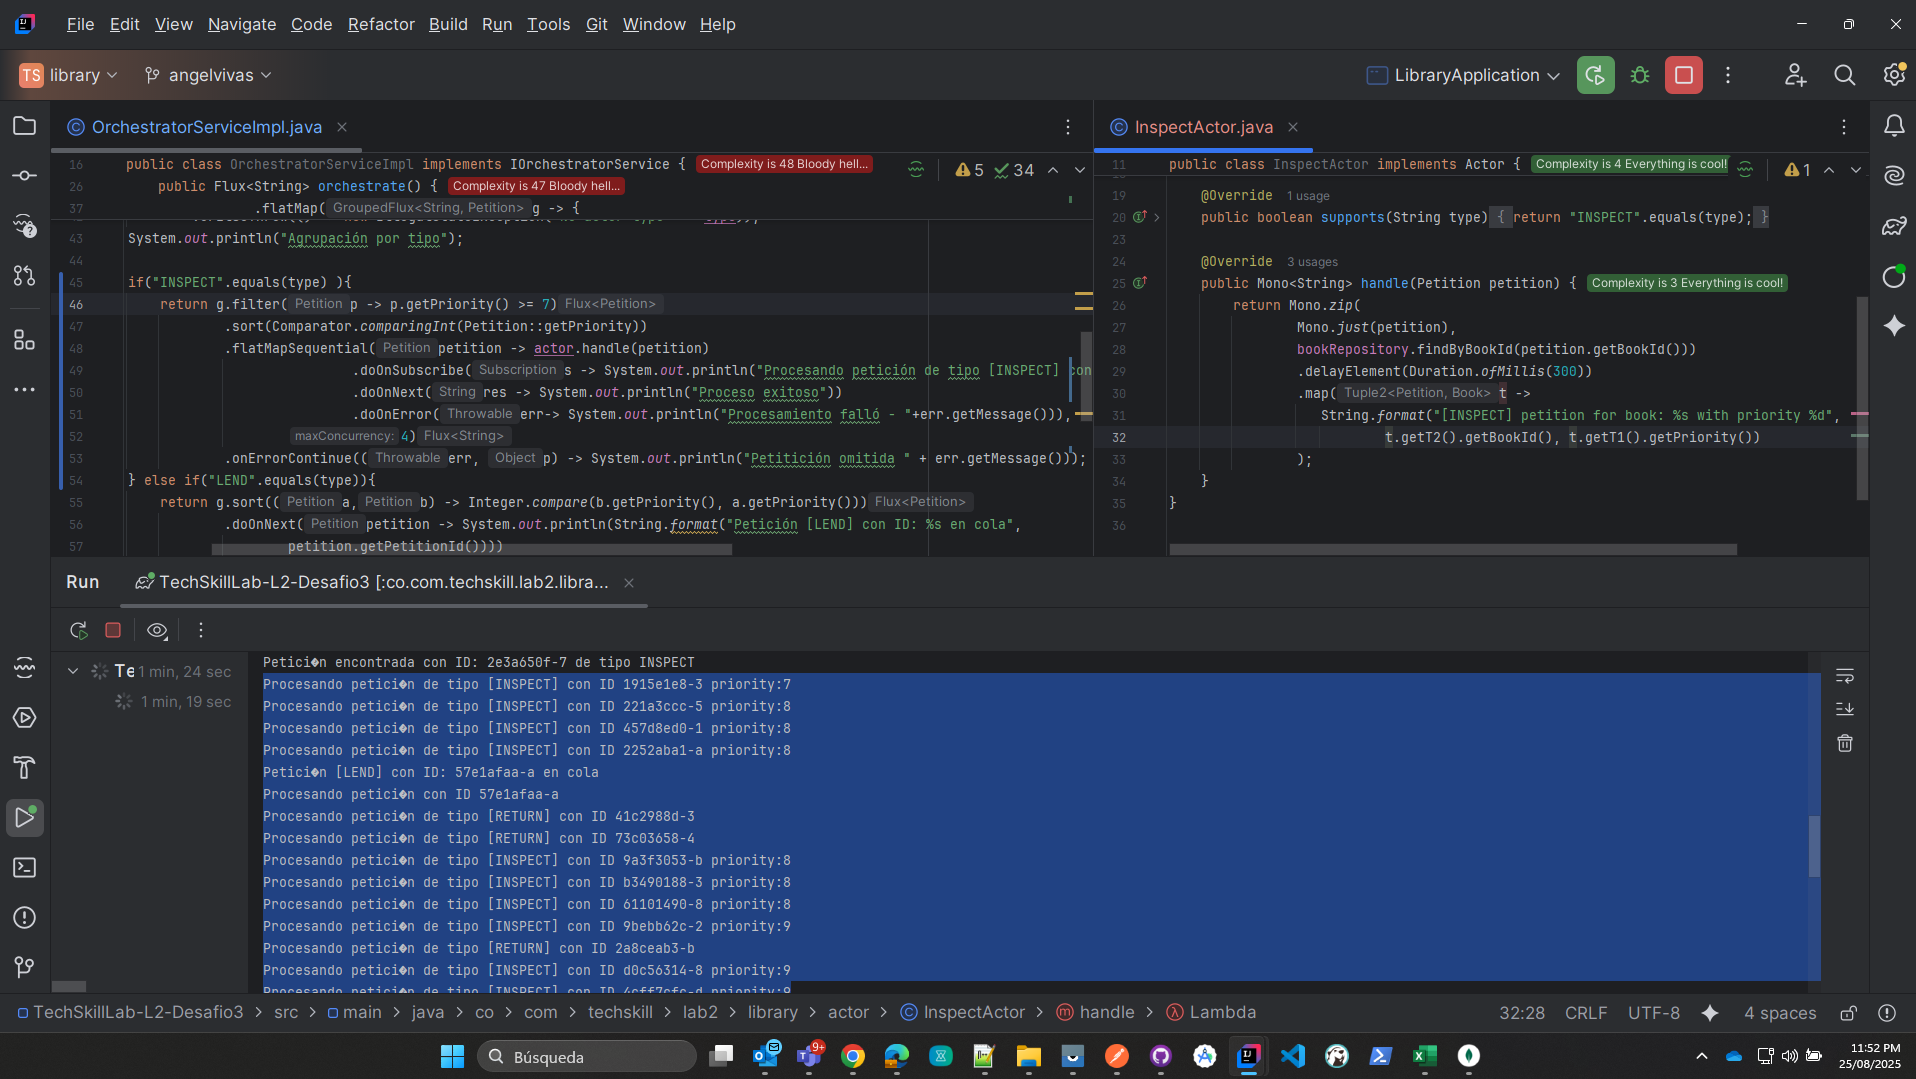 File Edit View Navigate Code Refactor Build Run Tools Git Window Help
TS library angelvivas LibraryApplication
OrchestratorServiceImpl.java
16 public class OrchestratorServiceImpl implements IOrchestratorService { Complexity is 48 Bloody hell... 5 34
26 public Flux<String> orchestrate() { Complexity is 47 Bloody hell...
37 .flatMap( GroupedFlux<String, Petition> g -> {
43 System.out.println("Agrupación por tipo");
44
45 if("INSPECT".equals(type) ){
46 return g.filter( Petition p -> p.getPriority() >= 7) Flux<Petition>
47 .sort(Comparator.comparingInt(Petition::getPriority))
48 .flatMapSequential( Petition petition -> actor.handle(petition)
49 .doOnSubscribe( Subscription s -> System.out.println("Procesando petición de tipo [INSPECT] con
50 .doOnNext( String res -> System.out.println("Proceso exitoso"))
51 .doOnError( Throwable err-> System.out.println("Procesamiento falló - "+err.getMessage())),
52 maxConcurrency: 4) Flux<String>
53 .onErrorContinue(( Throwable err, Object p) -> System.out.println("Petitición omitida " + err.getMessage()));
54 } else if("LEND".equals(type)){
55 return g.sort(( Petition a, Petition b) -> Integer.compare(b.getPriority(), a.getPriority())) Flux<Petition>
56 .doOnNext( Petition petition -> System.out.println(String.format("Petición [LEND] con ID: %s en cola",
57 petition.getPetitionId())))
InspectActor.java
11 public class InspectActor implements Actor { Complexity is 4 Everything is cool! 1
19 @Override 1 usage
20 public boolean supports(String type) { return "INSPECT".equals(type); }
23
24 @Override 3 usages
25 public Mono<String> handle(Petition petition) { Complexity is 3 Everything is cool!
26 return Mono.zip(
27 Mono.just(petition),
28 bookRepository.findByBookId(petition.getBookId()))
29 .delayElement(Duration.ofMillis(300))
30 .map( Tuple2<Petition, Book> t ->
31 String.format("[INSPECT] petition for book: %s with priority %d",
32 t.getT2().getBookId(), t.getT1().getPriority())
33 );
34 }
35 }
36
Run TechSkillLab-L2-Desafio3 [:co.com.techskill.lab2.libra...
Te 1 min, 24 sec
1 min, 19 sec
Petici�n encontrada con ID: 2e3a650f-7 de tipo INSPECT
Procesando petici�n de tipo [INSPECT] con ID 1915e1e8-3 priority:7
Procesando petici�n de tipo [INSPECT] con ID 221a3ccc-5 priority:8
Procesando petici�n de tipo [INSPECT] con ID 457d8ed0-1 priority:8
Procesando petici�n de tipo [INSPECT] con ID 2252aba1-a priority:8
Petici�n [LEND] con ID: 57e1afaa-a en cola
Procesando petici�n con ID 57e1afaa-a
Procesando petici�n de tipo [RETURN] con ID 41c2988d-3
Procesando petici�n de tipo [RETURN] con ID 73c03658-4
Procesando petici�n de tipo [INSPECT] con ID 9a3f3053-b priority:8
Procesando petici�n de tipo [INSPECT] con ID b3490188-3 priority:8
Procesando petici�n de tipo [INSPECT] con ID 61101490-8 priority:8
Procesando petici�n de tipo [INSPECT] con ID 9bebb62c-2 priority:9
Procesando petici�n de tipo [RETURN] con ID 2a8ceab3-b
Procesando petici�n de tipo [INSPECT] con ID d0c56314-8 priority:9
Procesando petici�n de tipo [INSPECT] con ID 4cff7cfc-d priority:9
TechSkillLab-L2-Desafio3 > src > main > java > co > com > techskill > lab2 > library > actor > InspectActor > handle > Lambda 32:28 CRLF UTF-8 4 spaces
Búsqueda 9+ 11:52 PM
25/08/2025